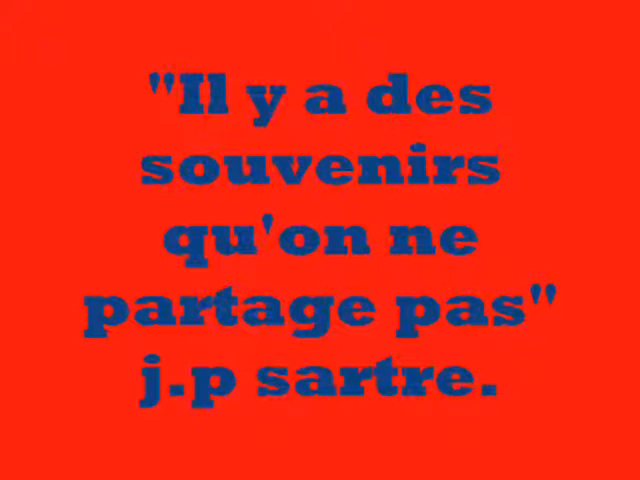 "Il y a des
souvenirs
qu'on ne
partage pas"
j.p sartre.